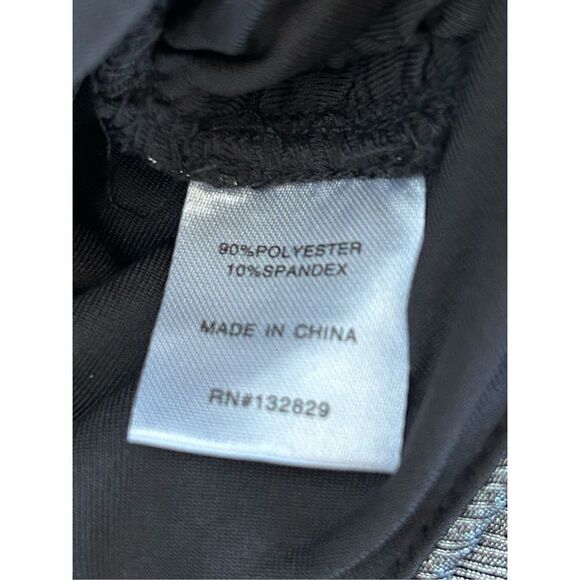 90%POLYESTER
10%SPANDEX
MADE IN CHINA
RN#132829